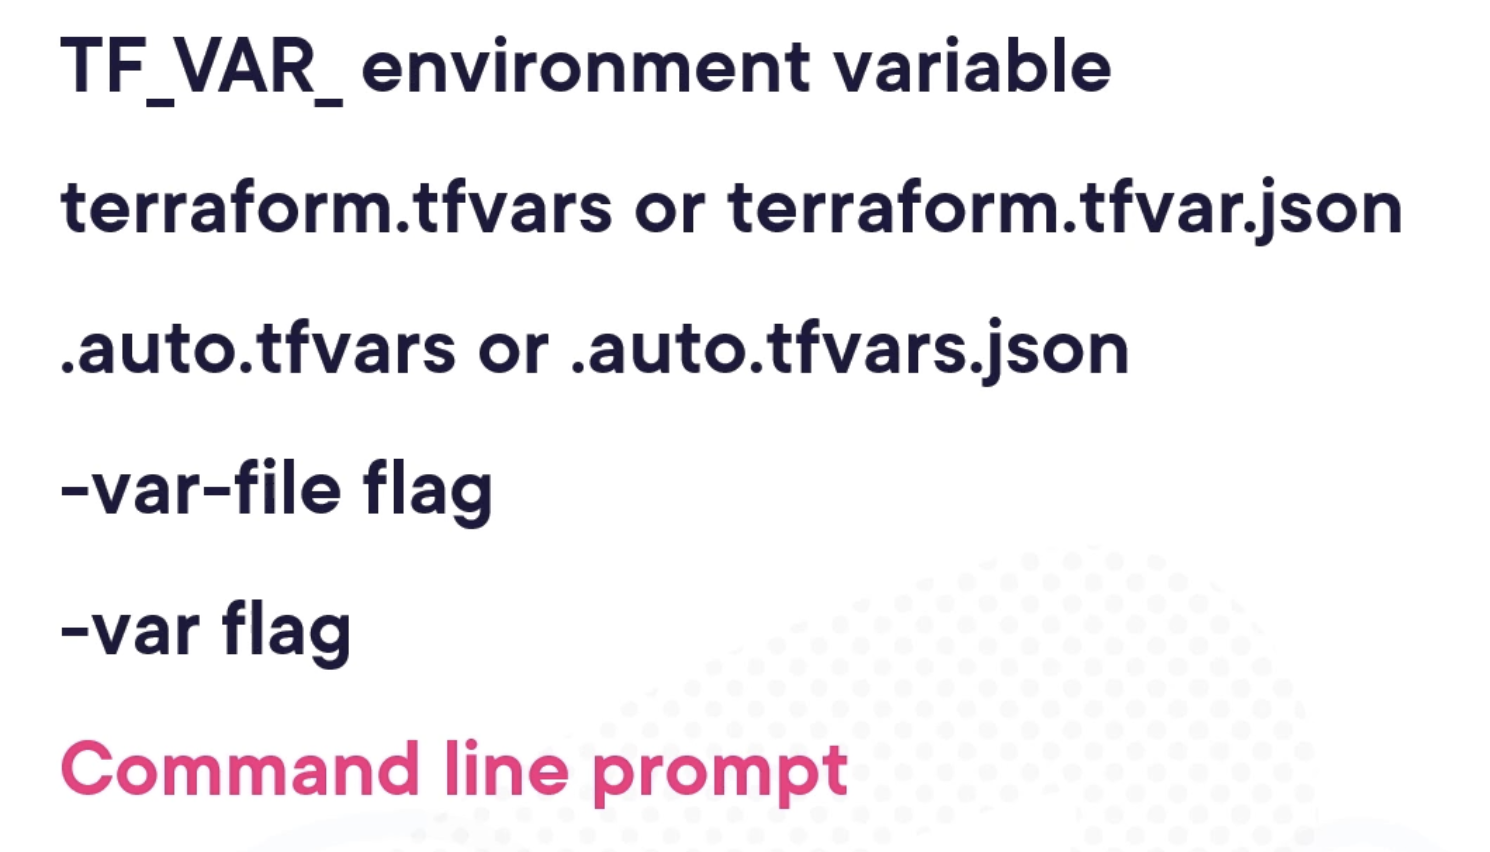 TF_VAR_ environment variable
terraform.tfvars or terraform.tfvar.json
.auto.tfvars or .auto.tfvars.json
-var-file flag
-var flag
Command line prompt